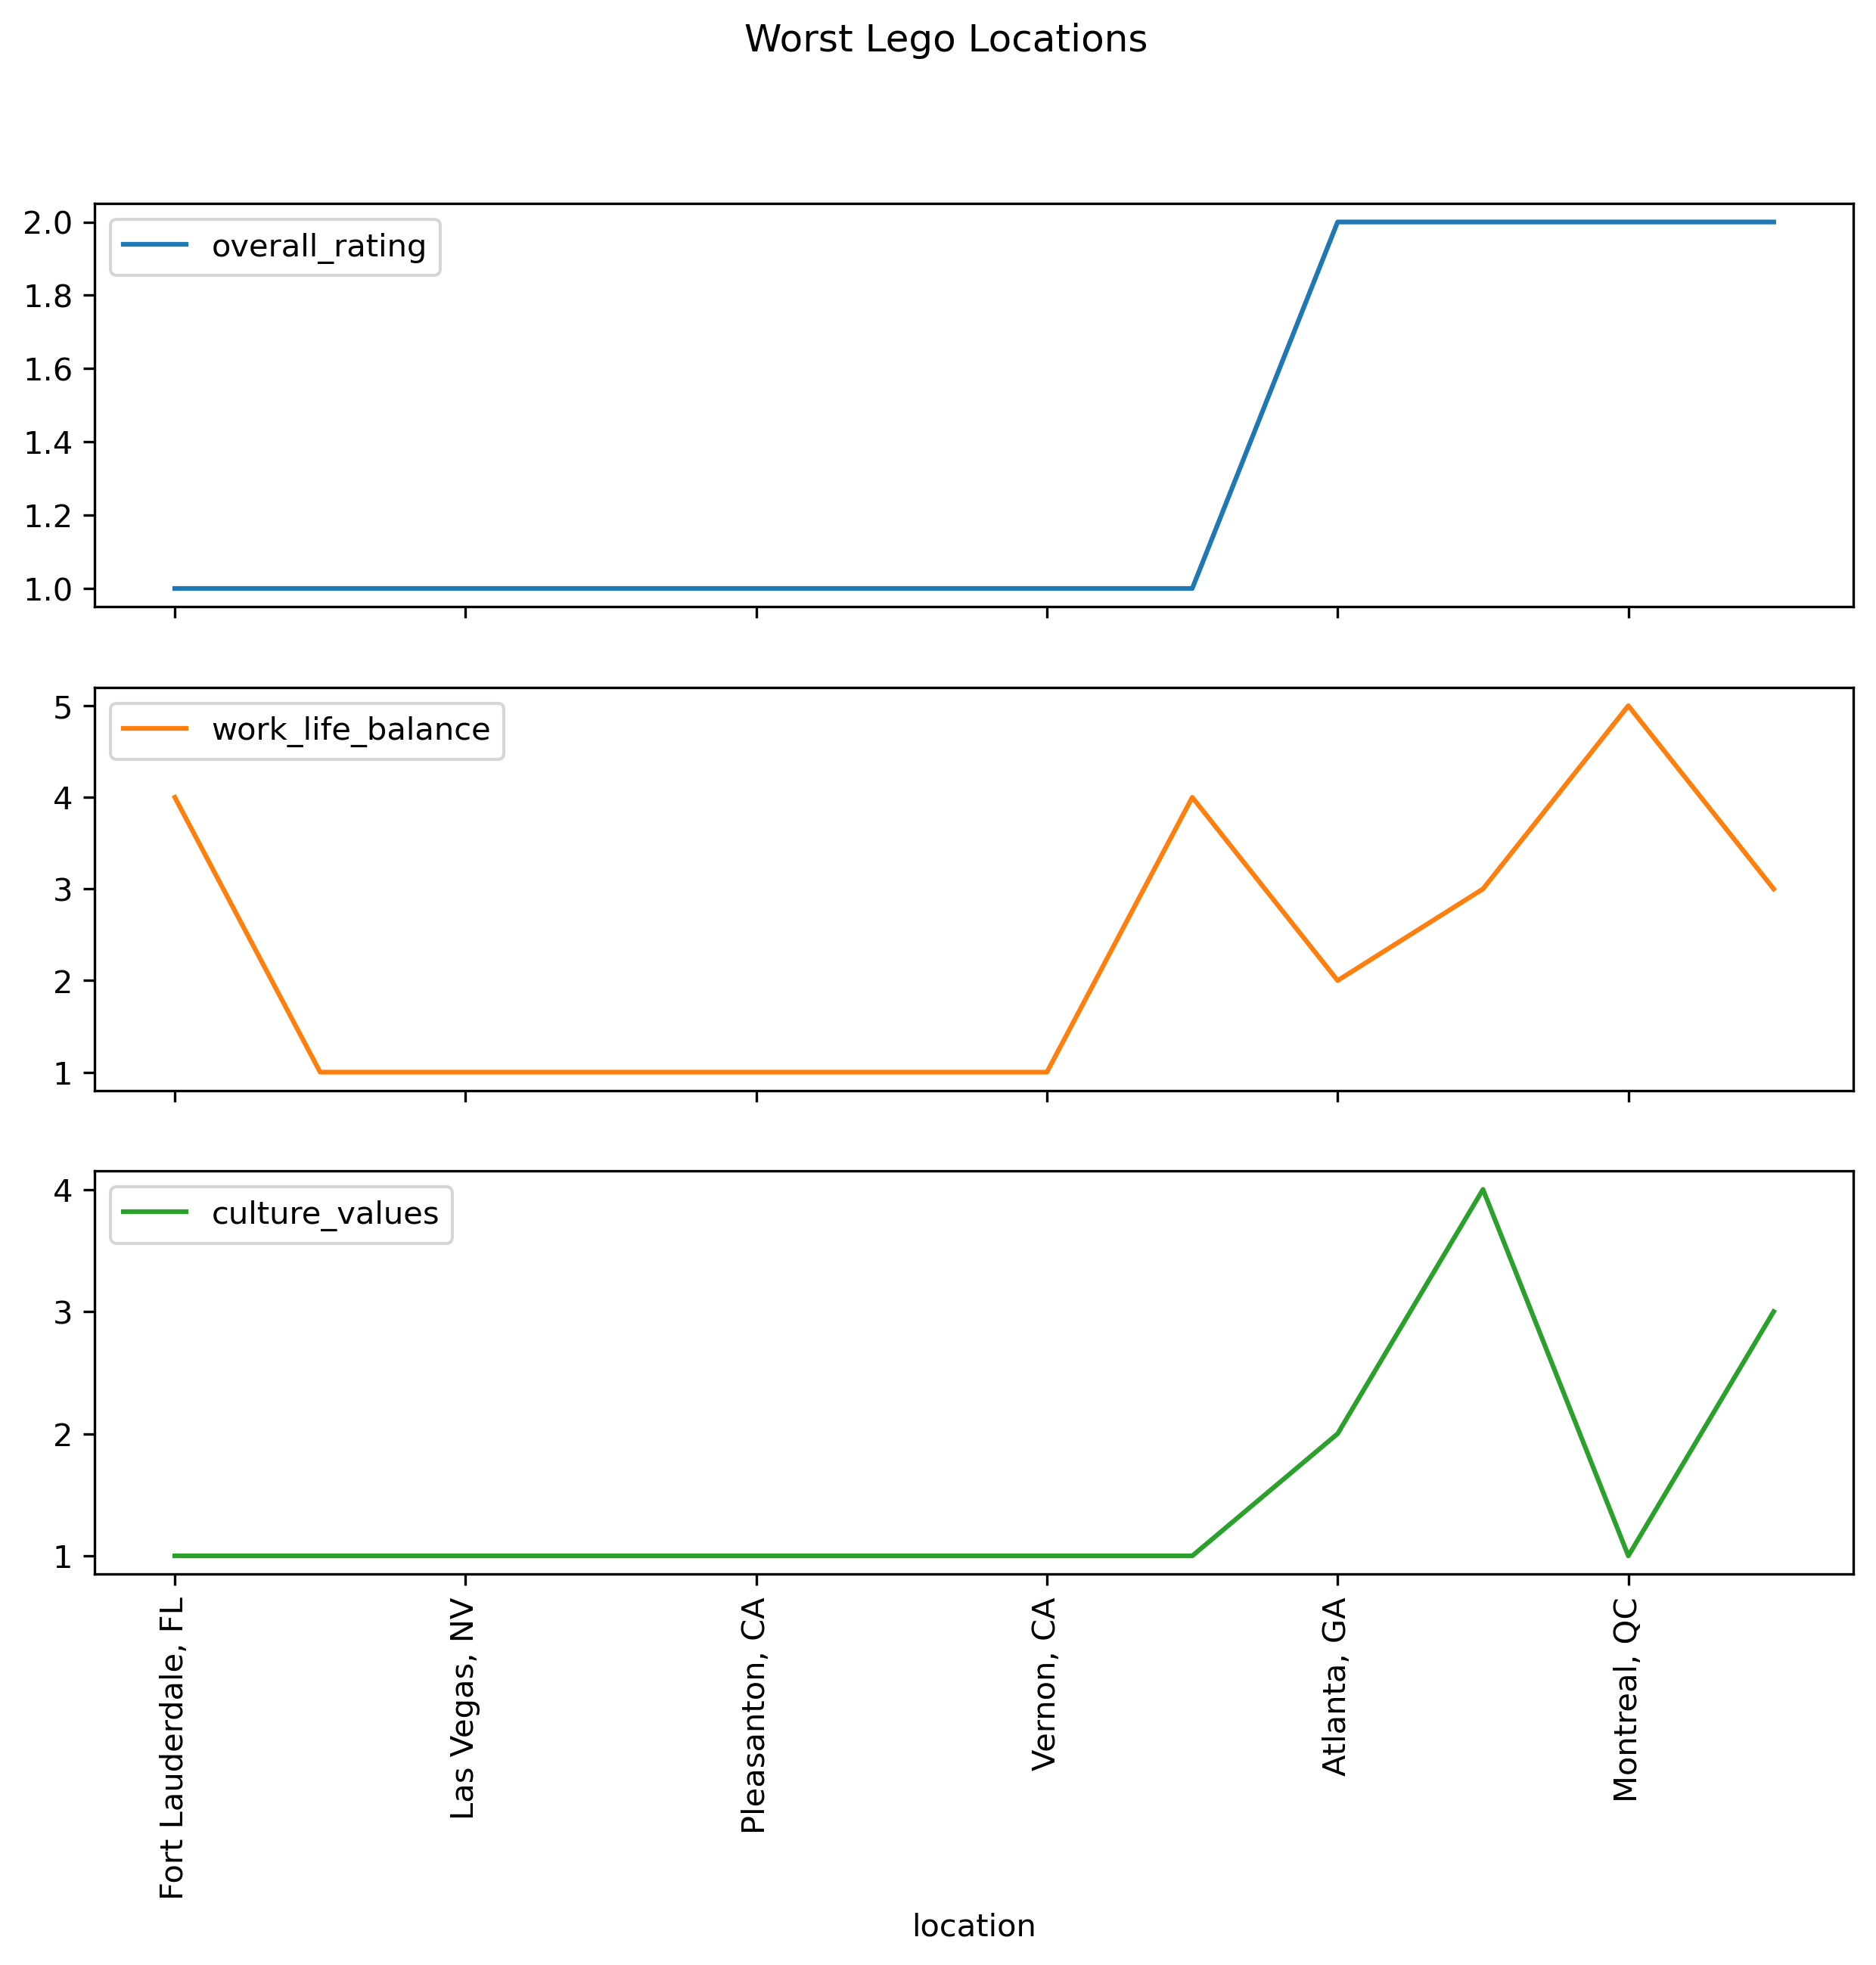 Worst Lego Locations
overall_rating
2.0
1.8
1.6
1.4
1.2
1.0
work_life_balance
5
4
3
2
1
culture_values
4
3
2
1
Fort Lauderdale, FL
Las Vegas, NV
Pleasanton, CA
Vernon, CA
Atlanta, GA
Montreal, QC
location